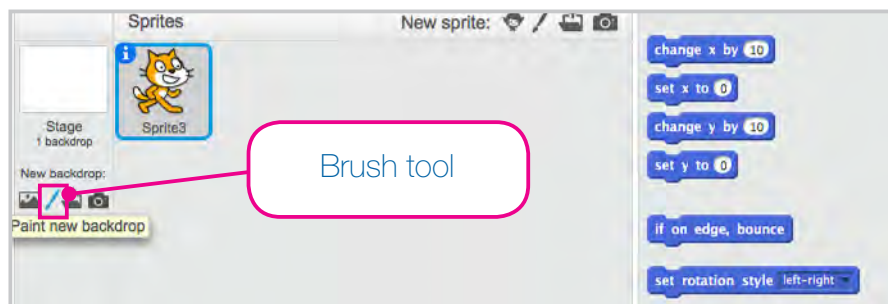 Sprites
New sprite:
i
Stage
1 backdrop
Sprite3
New backdrop:
Paint new backdrop
Brush tool
change x by 10
set x to 0
change y by 10
set y to 0
if on edge, bounce
set rotation style left-right